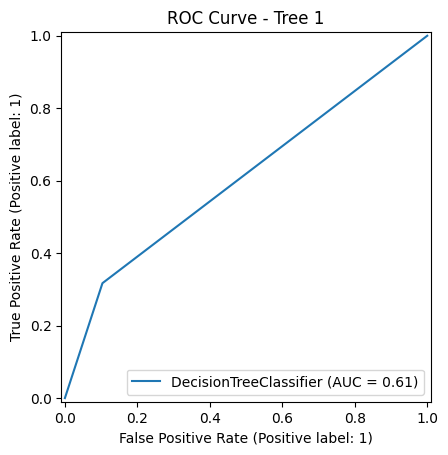 ROC Curve - Tree 1
1.0
0.8
0.6
0.4
0.2
0.0
True Positive Rate (Positive label: 1)
DecisionTreeClassifier (AUC = 0.61)
0.0 0.2 0.4 0.6 0.8 1.0
False Positive Rate (Positive label: 1)